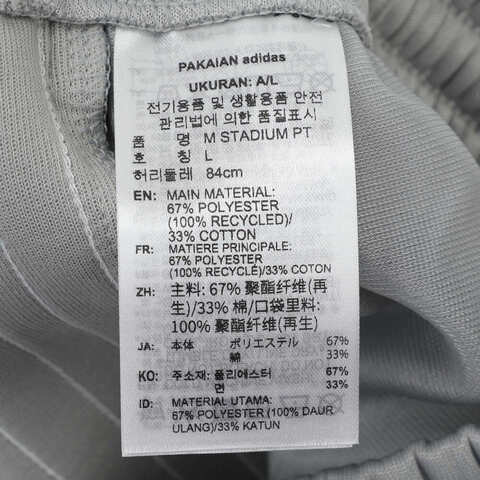 PAKAIAN adidas
UKURAN: A/L
전기용품 및 생활용품 안전
관리법에 의한 품질표시
품 명 M STADIUM PT
호 칭 L
허리둘레 84cm
EN: MAIN MATERIAL:
67% POLYESTER
(100% RECYCLED)/
33% COTTON
FR: MATIERE PRINCIPALE:
67% POLYESTER
(100% RECYCLÉ)/33% COTON
ZH: 主料: 67% 聚酯纤维(再
生)/33% 棉/口袋里料:
100% 聚酯纤维(再生)
JA: 本体 ポリエステル 67%
綿 33%
KO: 주소재: 폴리에스터 67%
면 33%
ID: MATERIAL UTAMA:
67% POLYESTER (100% DAUR
ULANG)/33% KATUN